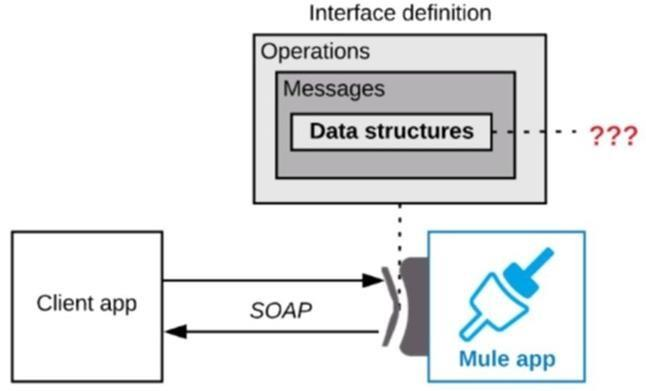 Interface definition
Operations
Messages
Data structures
???
Client app
SOAP
Mule app